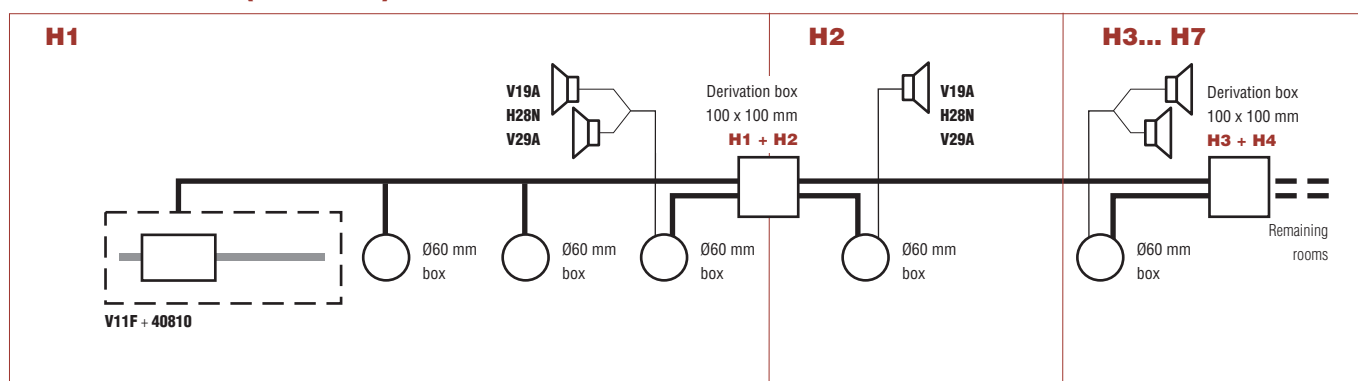 H1
H2
H3... H7
V19A
H28N
V29A
Derivation box
100 x 100 mm
H1 + H2
V19A
H28N
V29A
Derivation box
100 x 100 mm
H3 + H4
Ø60 mm
box
Ø60 mm
box
Ø60 mm
box
Ø60 mm
box
Ø60 mm
box
Remaining
rooms
V11F + 40810